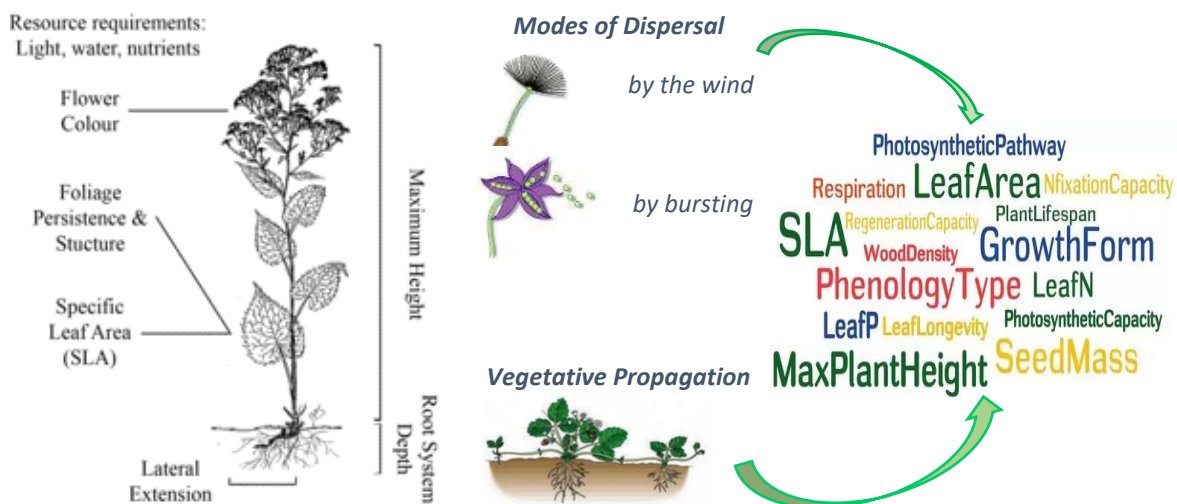 Resource requirements:
Light, water, nutrients
Flower
Colour
Foliage
Persistence &
Stucture
Specific
Leaf Area
(SLA)
Lateral
Extension
Maximum Height
Root System
Depth
Modes of Dispersal
by the wind
by bursting
Vegetative Propagation
PhotosyntheticPathway
Respiration LeafArea NfixationCapacity
SLA RegenerationCapacity PlantLifespan
WoodDensity GrowthForm
PhenologyType LeafN
LeafP LeafLongevity PhotosyntheticCapacity
MaxPlantHeight SeedMass